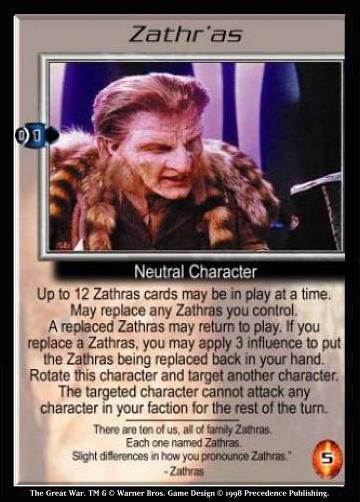 Zathr'as
0 1
Neutral Character
Up to 12 Zathras cards may be in play at a time.
May replace any Zathras you control.
A replaced Zathras may return to play. If you
replace a Zathras, you may apply 3 influence to put
the Zathras being replaced back in your hand.
Rotate this character and target another character.
The targeted character cannot attack any
character in your faction for the rest of the turn.
There are ten of us, all of family Zathras.
Each one named Zathras.
Slight differences in how you pronounce Zathras."
- Zathras
5
The Great War. TM & © Warner Bros. Game Design © 1998 Precedence Publishing.